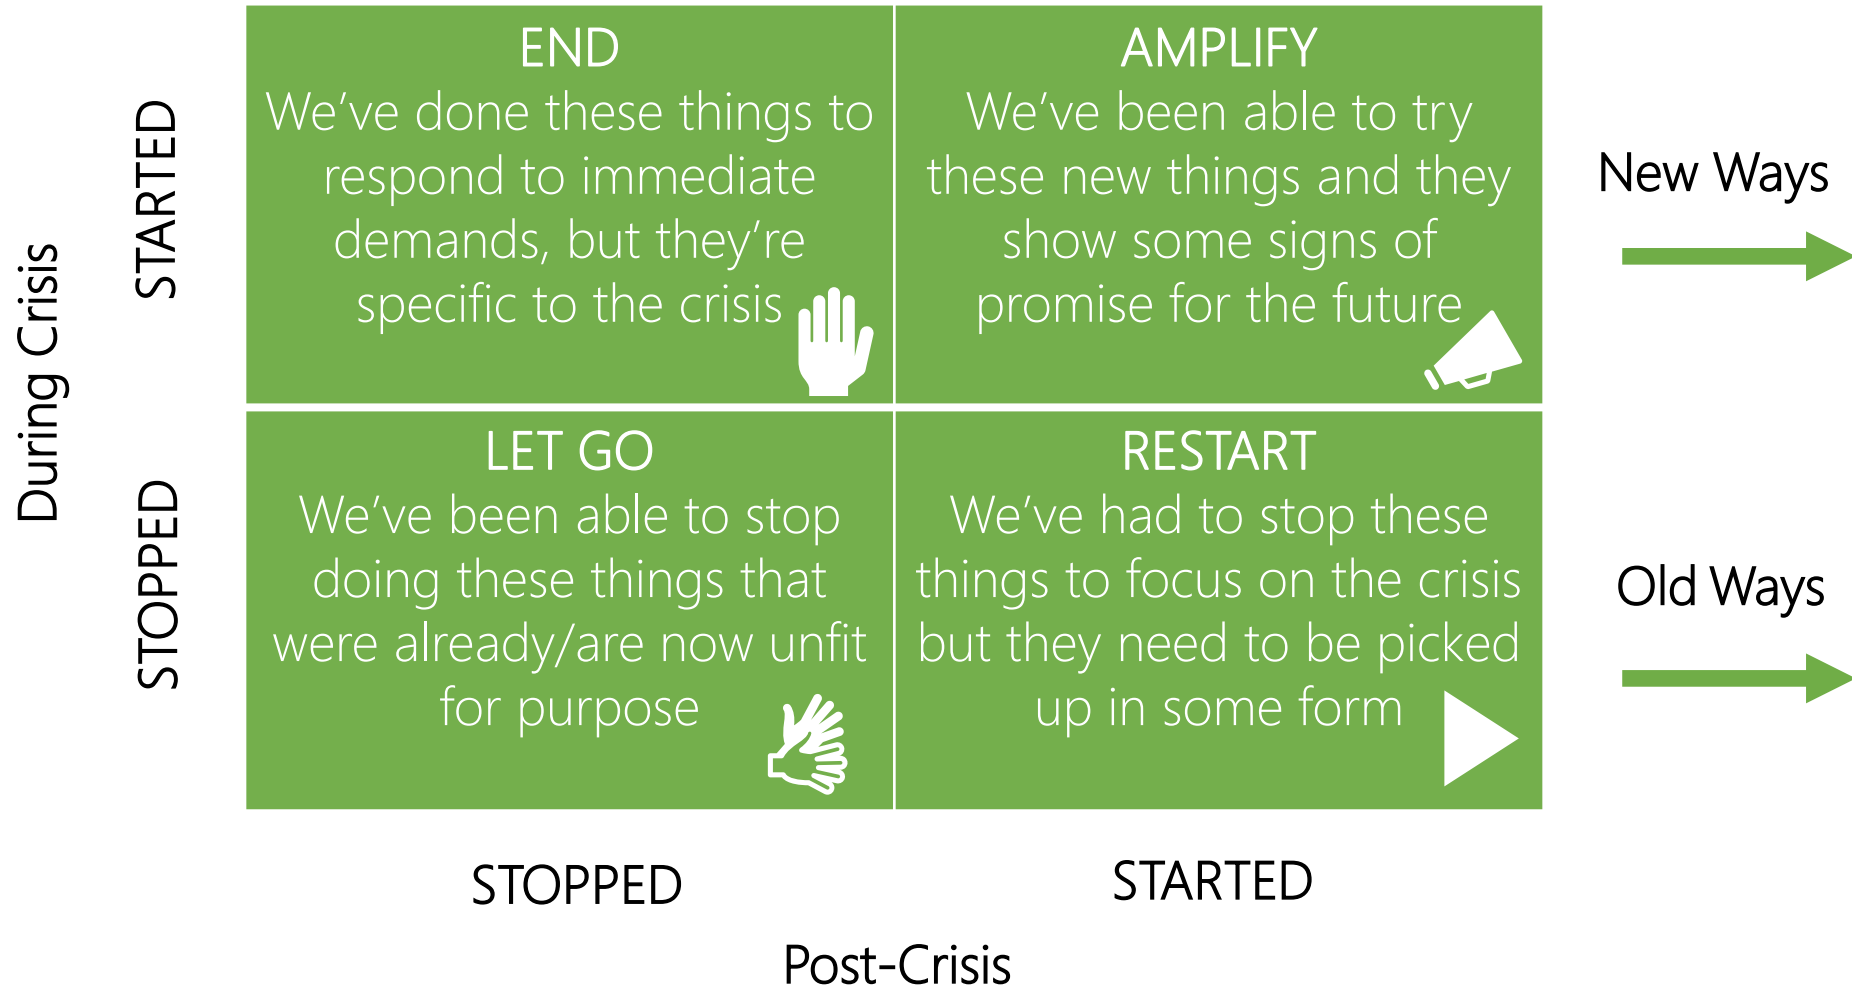 During Crisis
STARTED
END
We’ve done these things to
respond to immediate
demands, but they’re
specific to the crisis
AMPLIFY
We’ve been able to try
these new things and they
show some signs of
promise for the future
New Ways
STOPPED
LET GO
We’ve been able to stop
doing these things that
were already/are now unfit
for purpose
RESTART
We’ve had to stop these
things to focus on the crisis
but they need to be picked
up in some form
Old Ways
STOPPED
STARTED
Post-Crisis